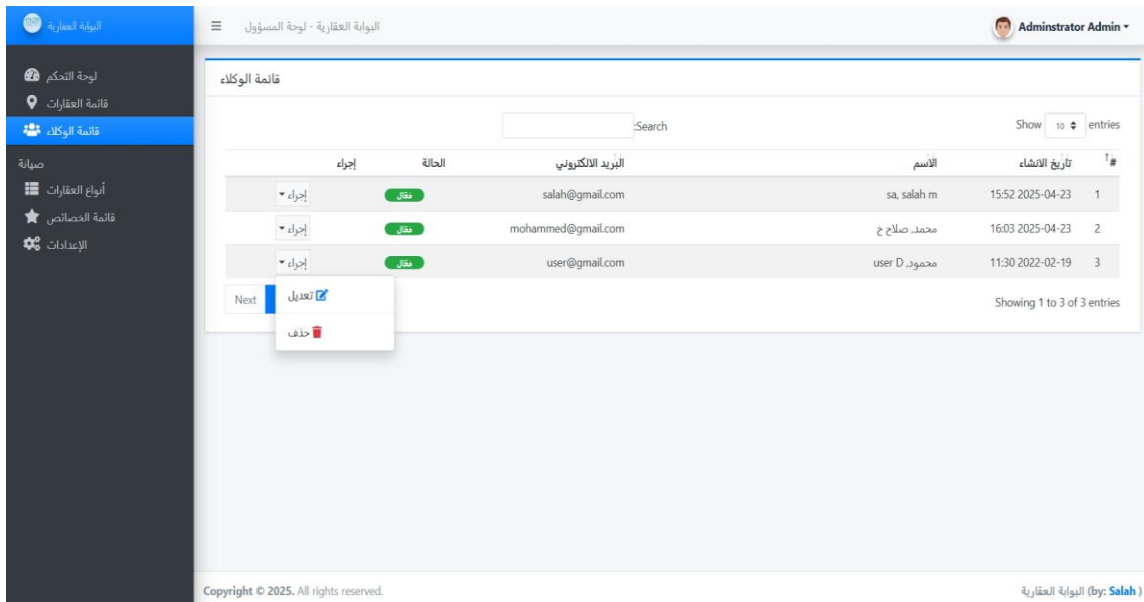 البوابة العقارية
البوابة العقارية - لوحة المسؤول
Adminstrator Admin
لوحة التحكم
قائمة العقارات
قائمة الوكلاء
صيانة
أنواع العقارات
قائمة الخصائص
الإعدادات
قائمة الوكلاء
Show 10 entries
Search:
# تاريخ الانشاء الاسم البريد الالكتروني الحالة إجراء
1 2025-04-23 15:52 sa, salah m salah@gmail.com فعّال إجراء
2 2025-04-23 16:03 محمد, صلاح خ mohammed@gmail.com فعّال إجراء
3 2022-02-19 11:30 محمود, user D user@gmail.com فعّال إجراء
تعديل
حذف
Showing 1 to 3 of 3 entries
Next
Copyright © 2025. All rights reserved.
البوابة العقارية (by: Salah )